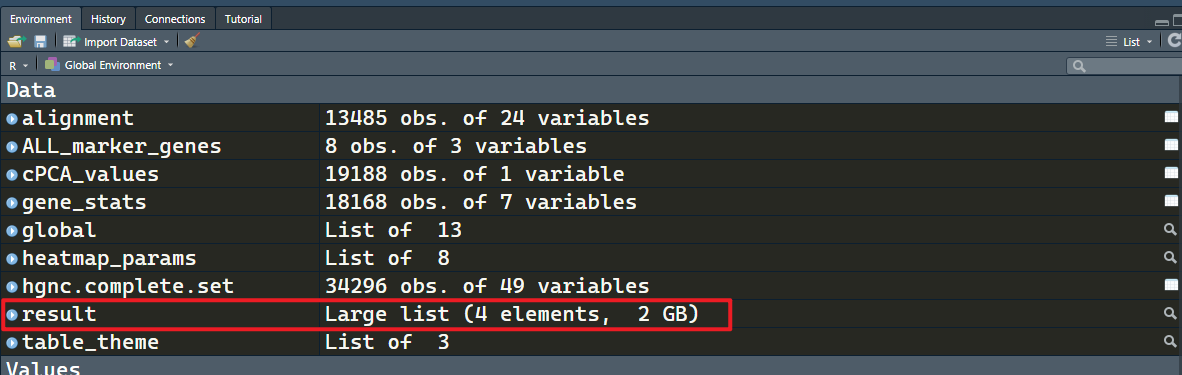 Environment History Connections Tutorial
Import Dataset List
R Global Environment
Data
alignment 13485 obs. of 24 variables
ALL_marker_genes 8 obs. of 3 variables
cPCA_values 19188 obs. of 1 variable
gene_stats 18168 obs. of 7 variables
global List of 13
heatmap_params List of 8
hgnc.complete.set 34296 obs. of 49 variables
result Large list (4 elements, 2 GB)
table_theme List of 3
Values